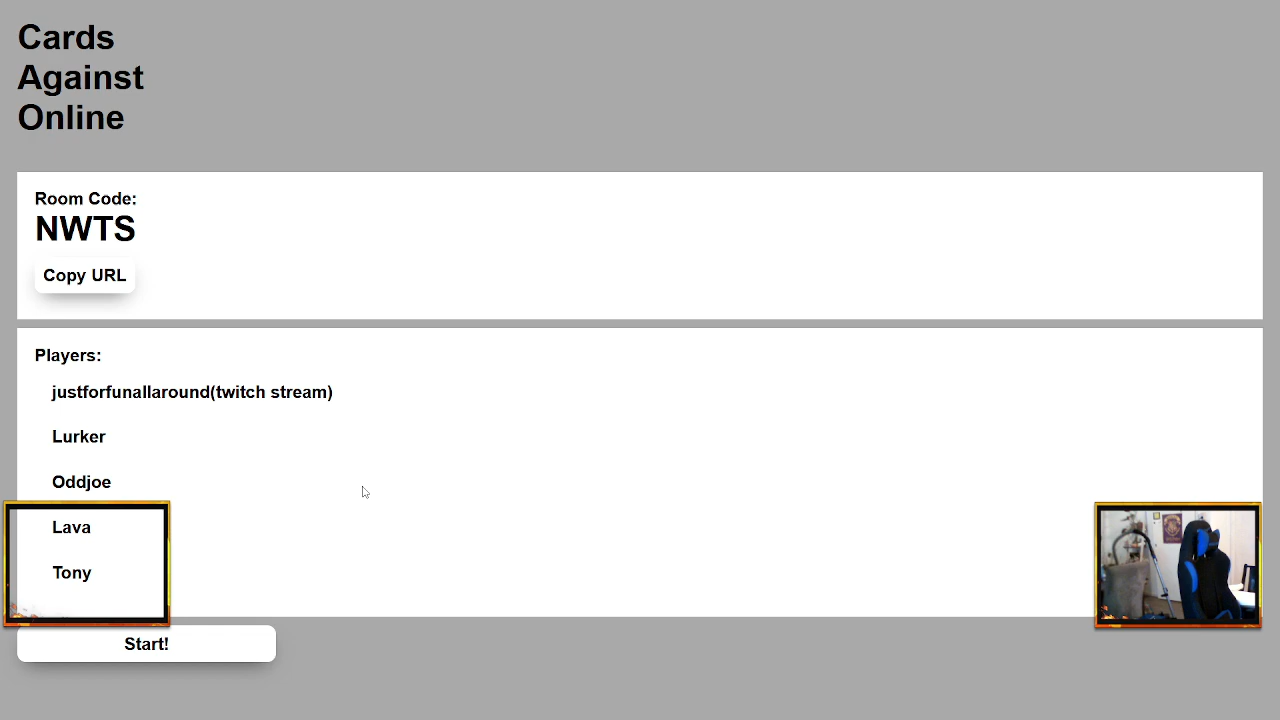 Cards
Against
Online
Room Code:
NWTS
Copy URL
Players:
justforfunallaround(twitch stream)
Lurker
Oddjoe
Lava
Tony
Start!